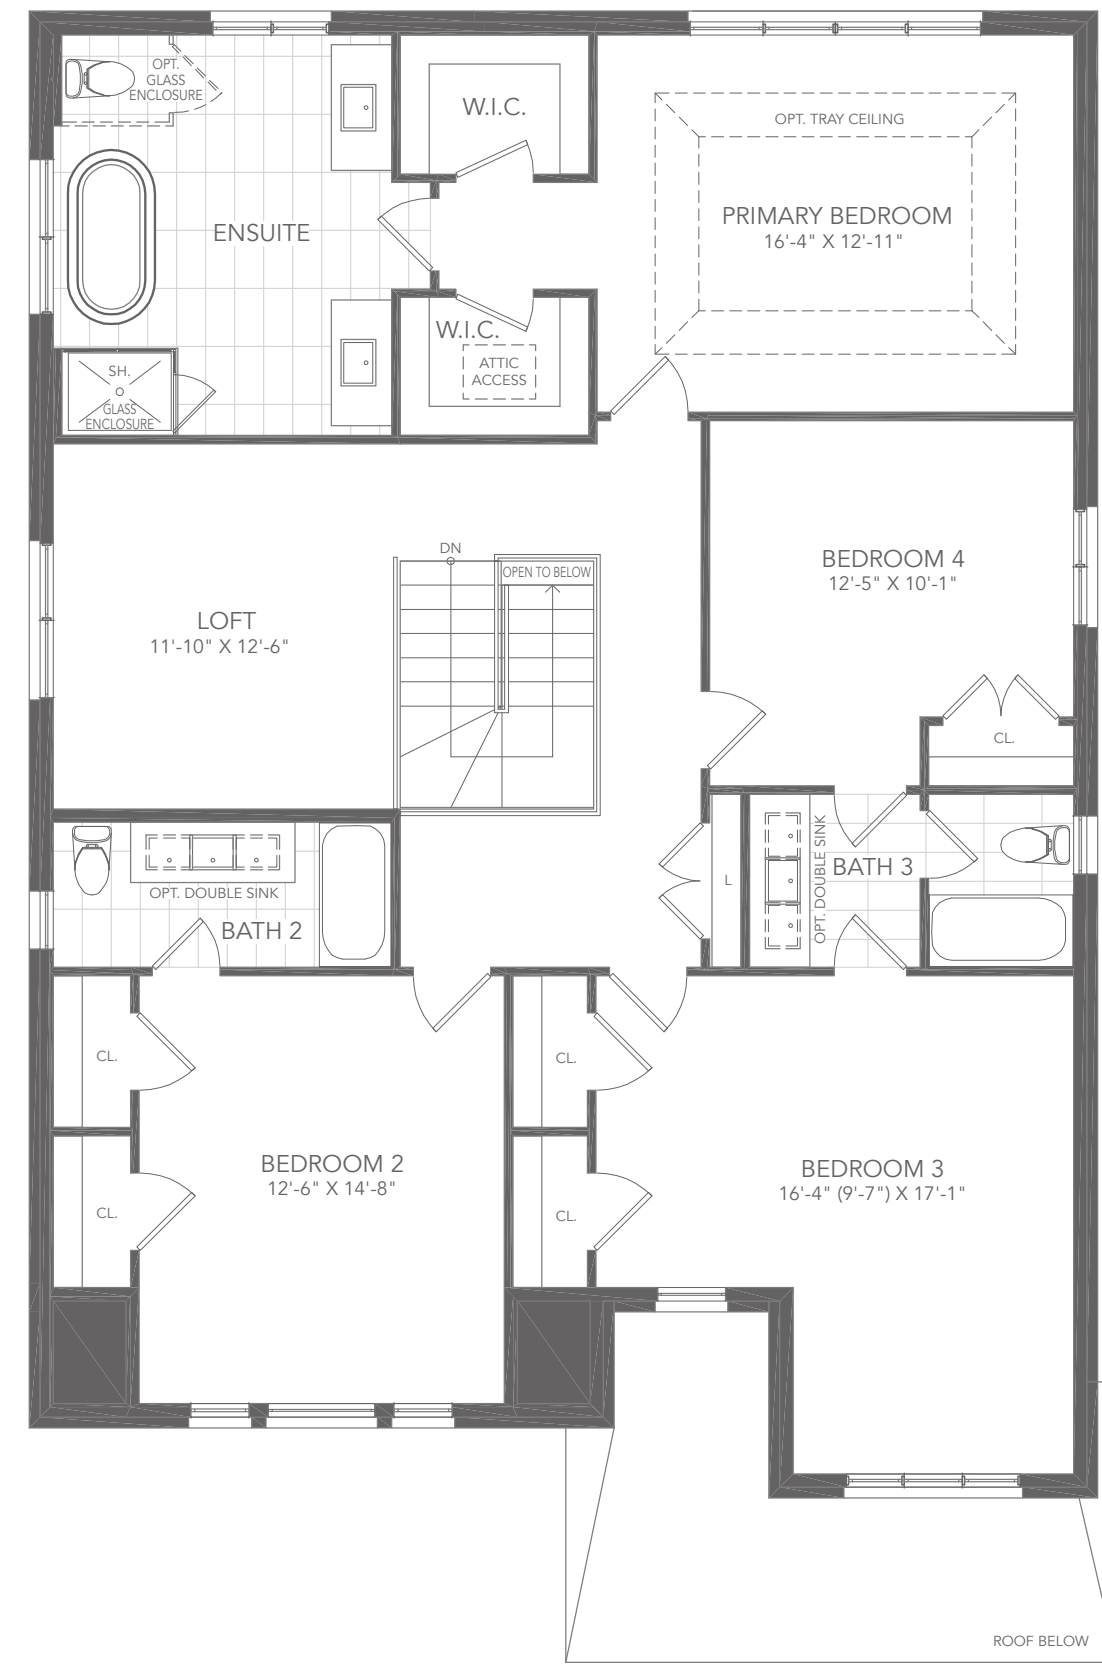 OPT.
GLASS
ENCLOSURE
W.I.C.
OPT. TRAY CEILING
PRIMARY BEDROOM
16'-4" X 12'-11"
ENSUITE
W.I.C.
ATTIC
ACCESS
SH.
GLASS
ENCLOSURE
DN
OPEN TO BELOW
BEDROOM 4
12'-5" X 10'-1"
LOFT
11'-10" X 12'-6"
CL.
OPT. DOUBLE SINK
BATH 3
L
OPT. DOUBLE SINK
BATH 2
CL.
CL.
BEDROOM 2
12'-6" X 14'-8"
BEDROOM 3
16'-4" (9'-7") X 17'-1"
CL.
CL.
ROOF BELOW